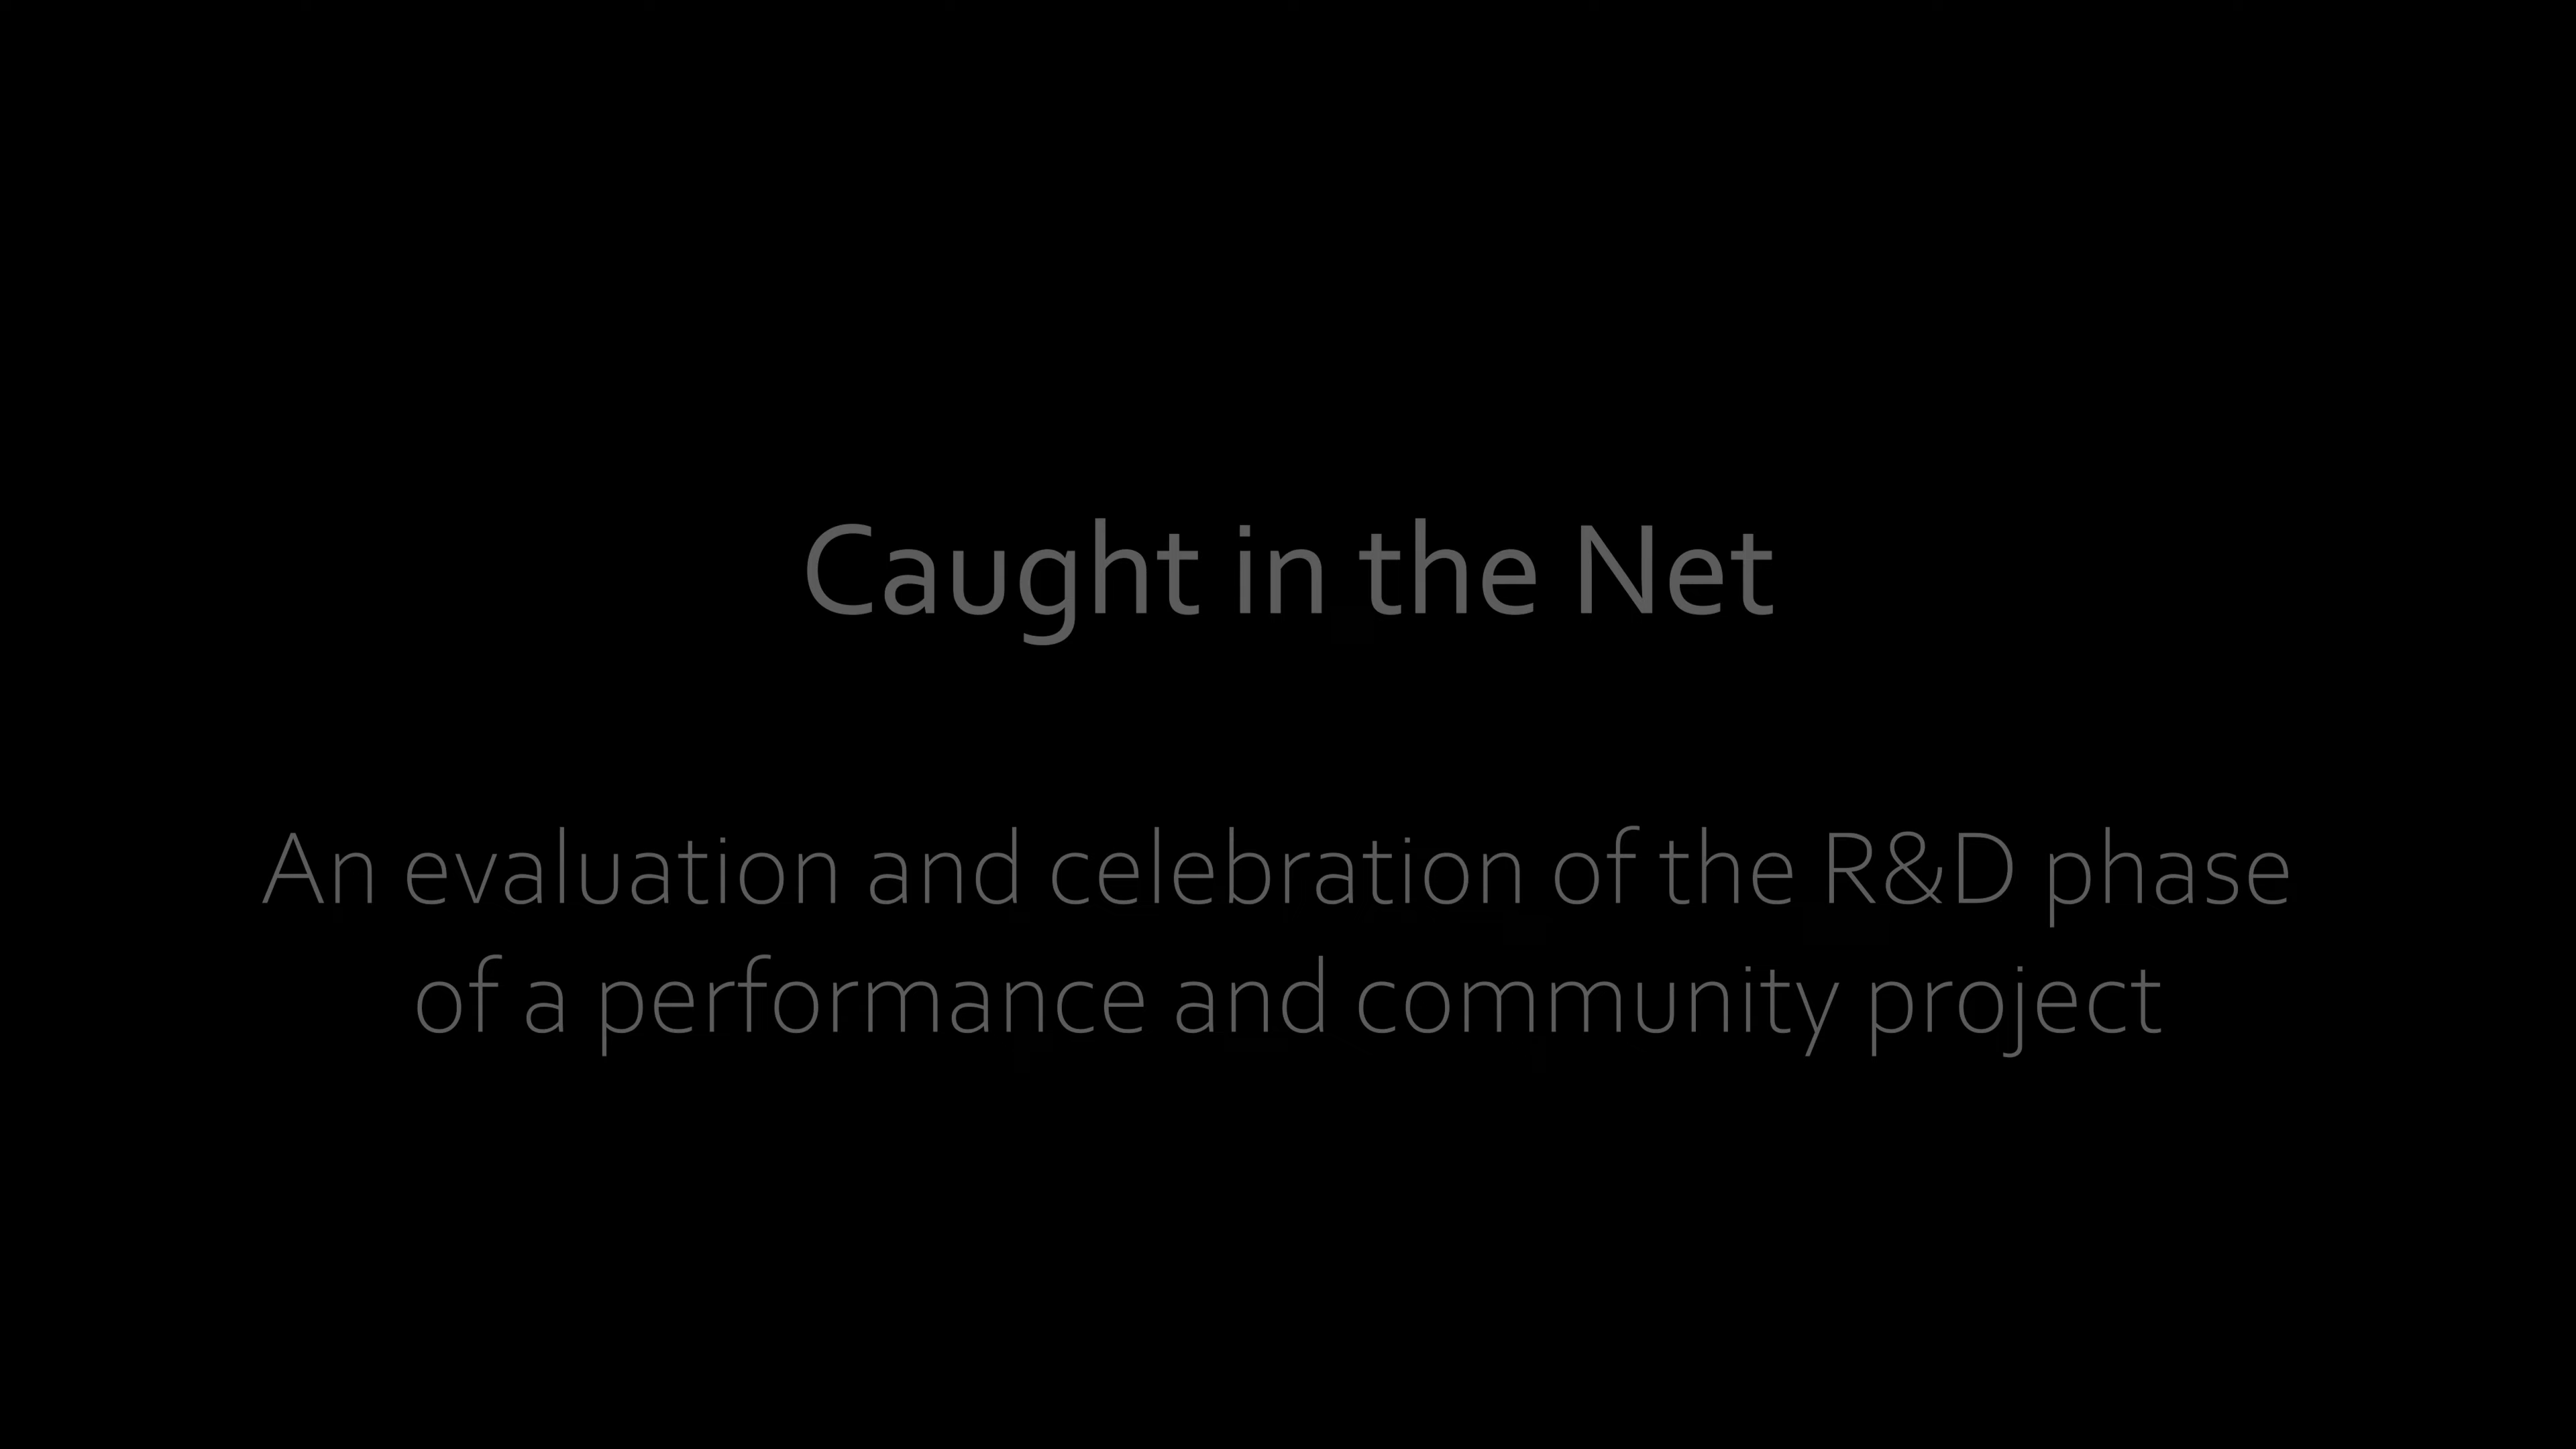 Caught in the Net
An evaluation and celebration of the R&D phase
of a performance and community project